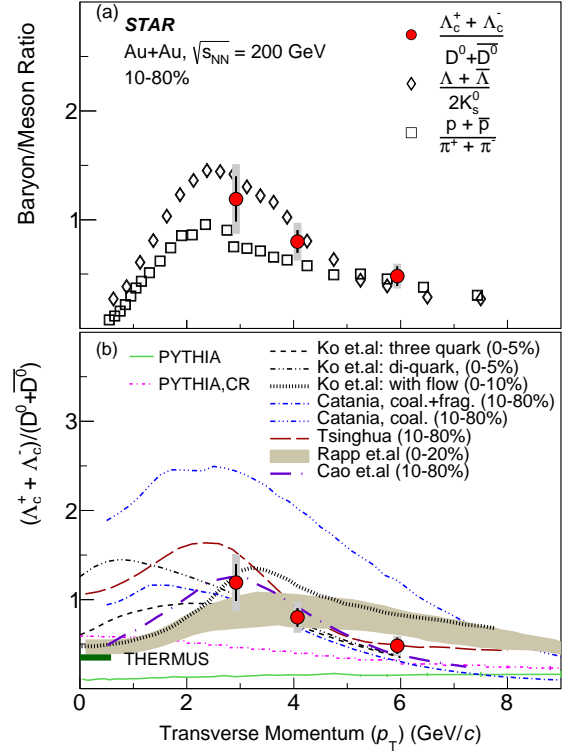 (a)
STAR
Au+Au, √s_NN = 200 GeV
10-80%
Λc+ + Λc-
D0+D̅0̅
Λ + Λ̅
2Ks0
p + p̅
π+ + π-
Baryon/Meson Ratio
2
1
(b)
PYTHIA
PYTHIA,CR
Ko et.al: three quark (0-5%)
Ko et.al: di-quark, (0-5%)
Ko et.al: with flow (0-10%)
Catania, coal.+frag. (10-80%)
Catania, coal. (10-80%)
Tsinghua (10-80%)
Rapp et.al (0-20%)
Cao et.al (10-80%)
(Λc+ + Λc-)/(D0+D̅0̅)
3
2
1
THERMUS
0 2 4 6 8
Transverse Momentum (pT) (GeV/c)